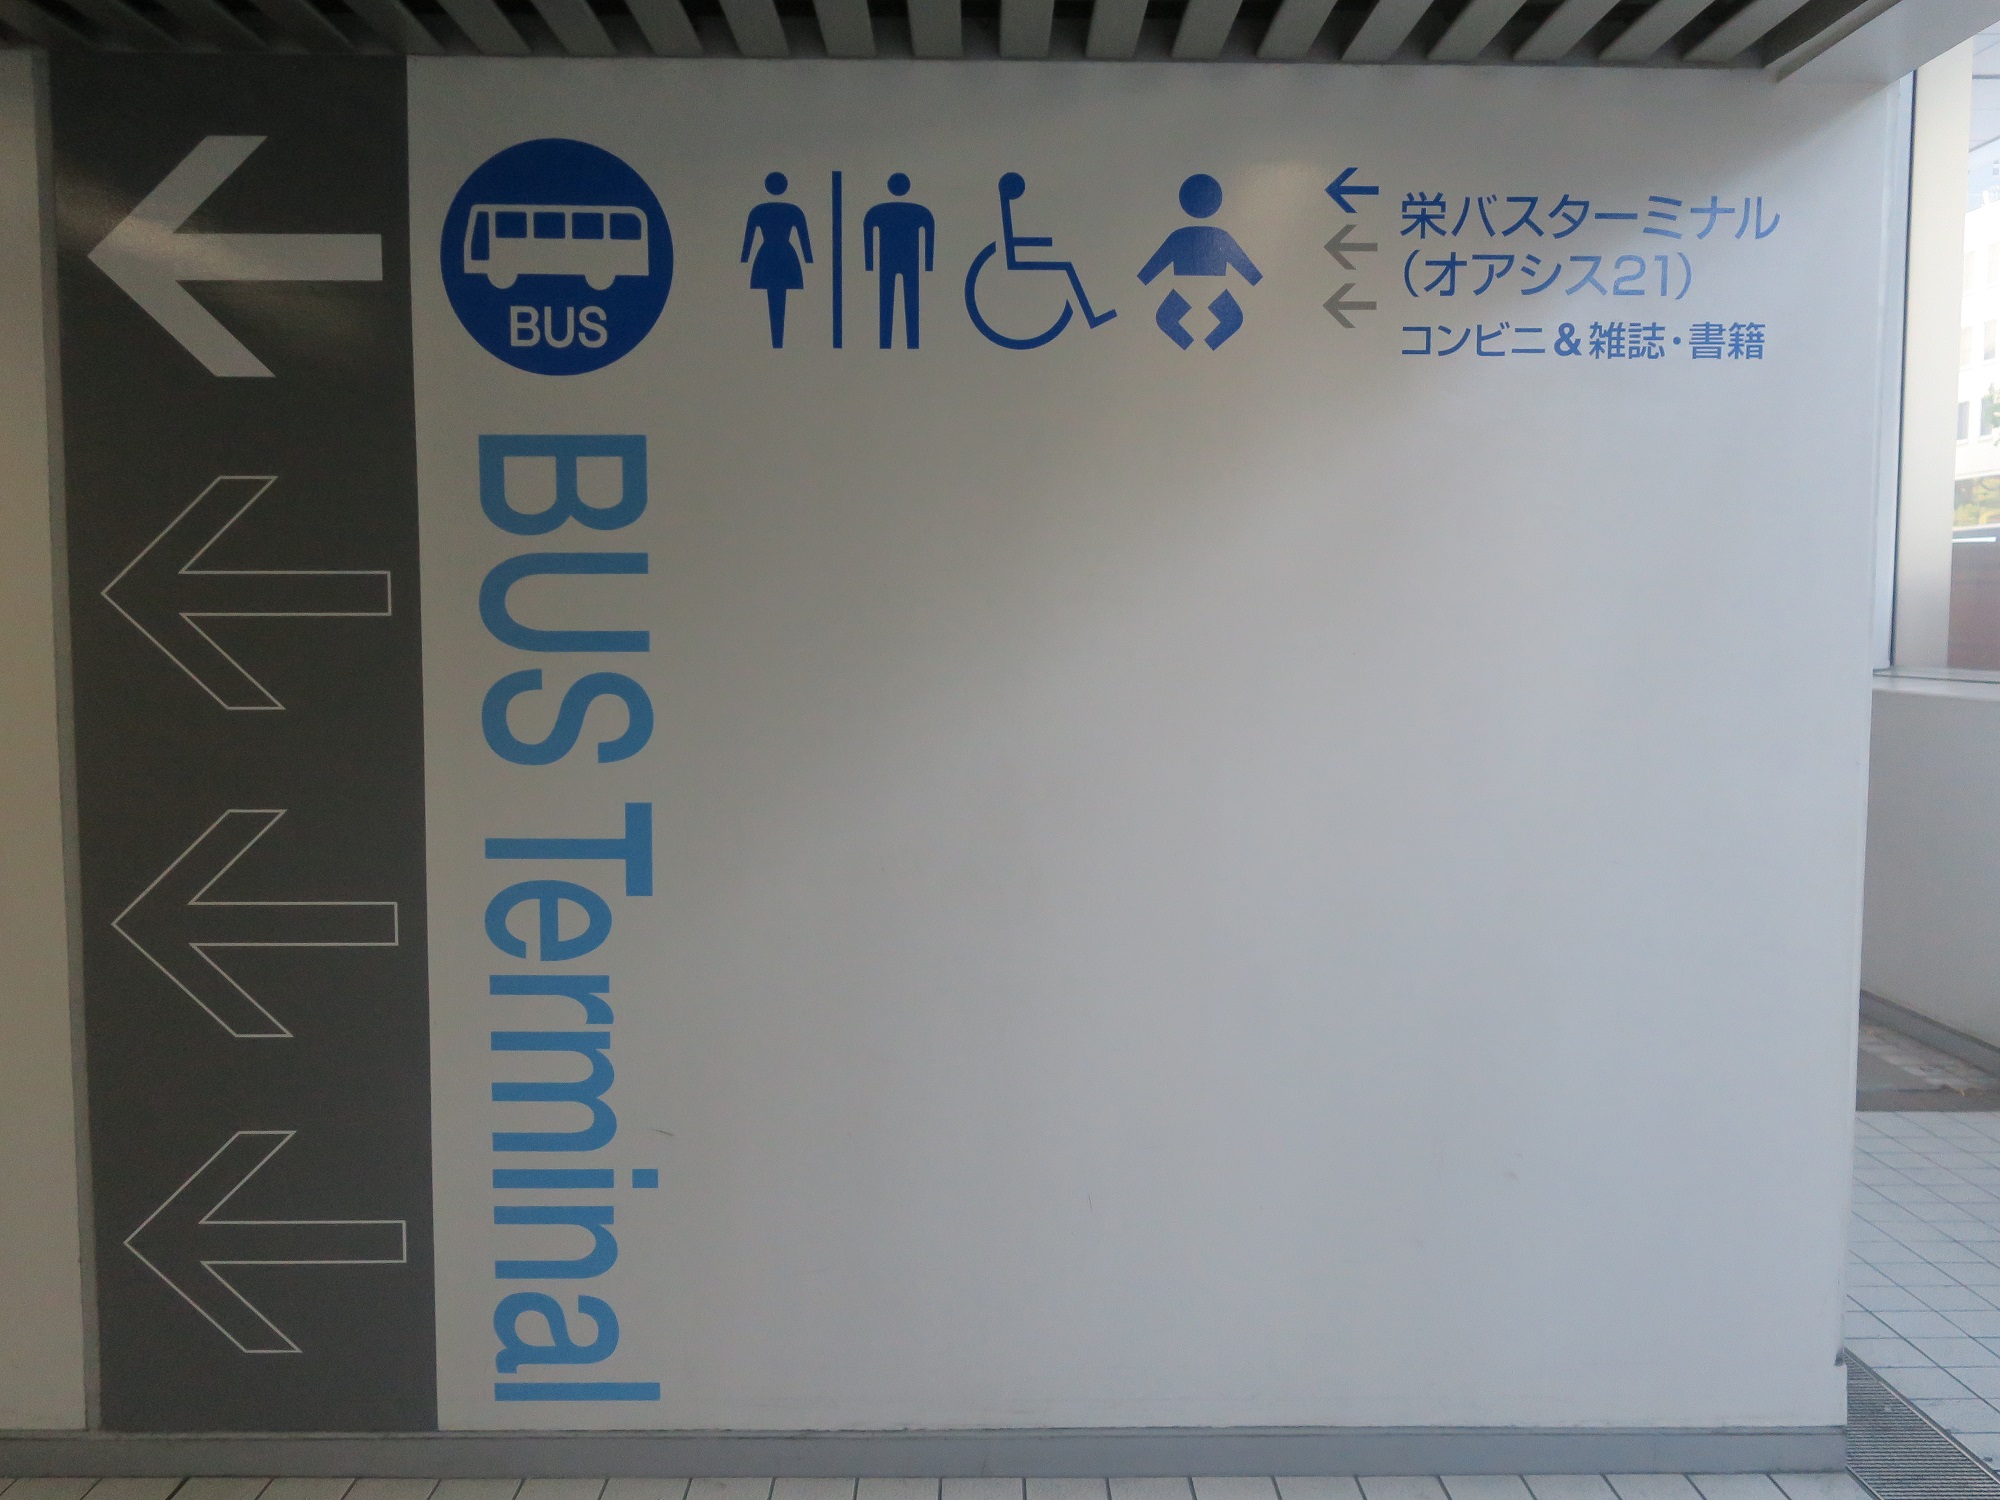 BUS
栄バスターミナル
（オアシス21）
コンビニ＆雑誌・書籍
BUS Terminal